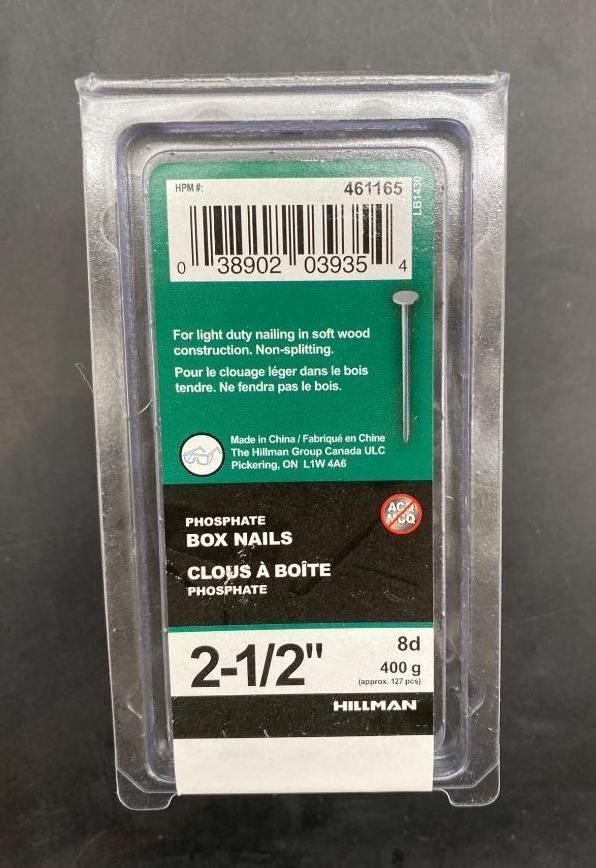 HPM #: 461165
LB1430
0 38902 03935 4
For light duty nailing in soft wood
construction. Non-splitting.
Pour le clouage léger dans le bois
tendre. Ne fendra pas le bois.
Made in China / Fabriqué en Chine
The Hillman Group Canada ULC
Pickering, ON L1W 4A6
ACQ
MCQ
PHOSPHATE
BOX NAILS
CLOUS À BOÎTE
PHOSPHATE
2-1/2"
8d
400 g
(approx. 127 pcs)
HILLMAN